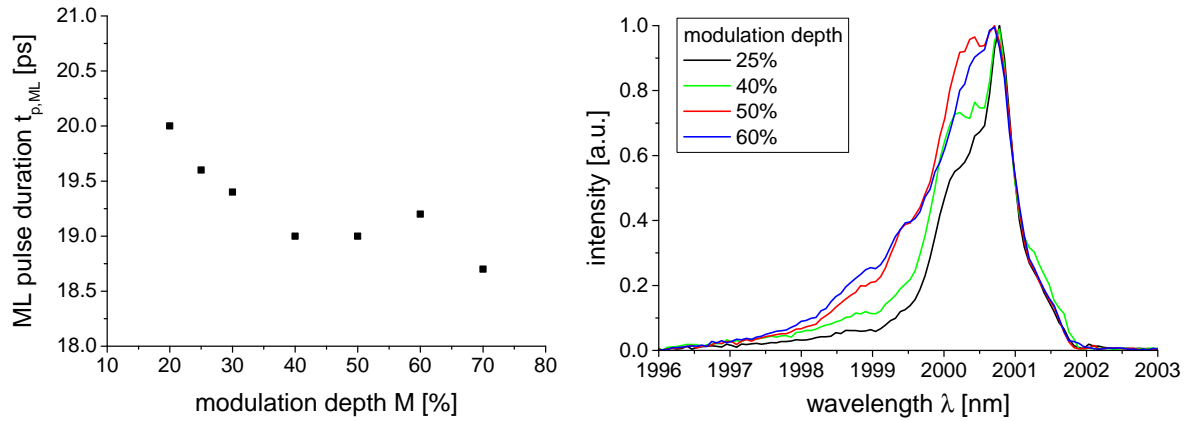 21.0
20.5
20.0
19.5
19.0
18.5
18.0
10 20 30 40 50 60 70 80
ML pulse duration t_p,ML [ps]
modulation depth M [%]
modulation depth
25%
40%
50%
60%
1.0
0.8
0.6
0.4
0.2
0.0
1996 1997 1998 1999 2000 2001 2002 2003
intensity [a.u.]
wavelength λ [nm]